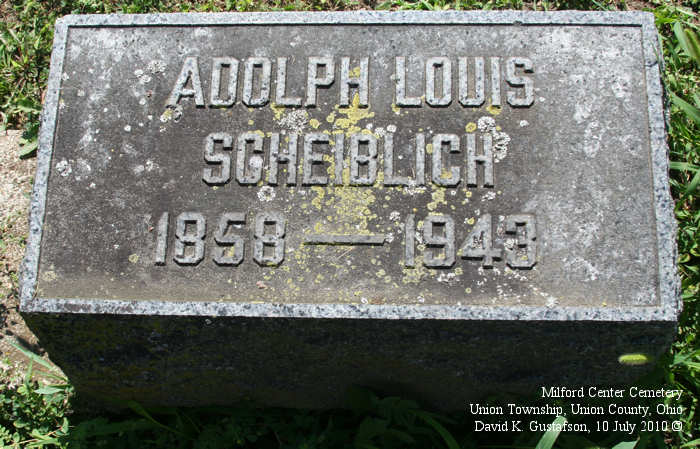 ADOLPH LOUIS
SCHEIBLICH
1858 — 1943
Milford Center Cemetery
Union Township, Union County, Ohio
David K. Gustafson, 10 July 2010 ©